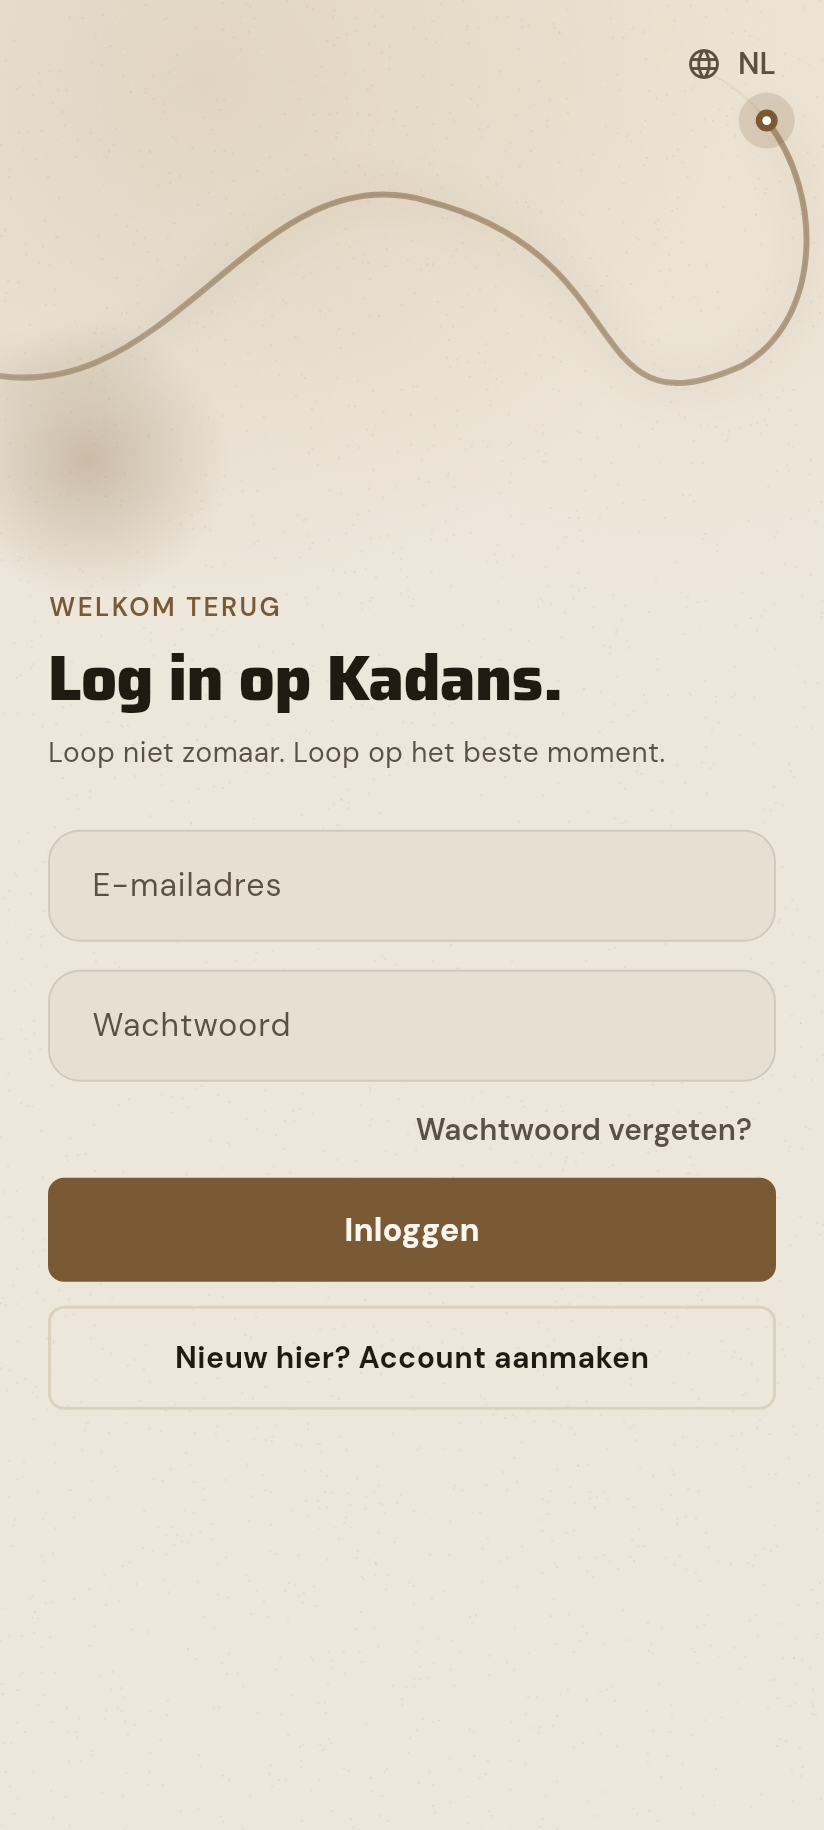 NL
WELKOM TERUG
Log in op Kadans.
Loop niet zomaar. Loop op het beste moment.
E-mailadres
Wachtwoord
Wachtwoord vergeten?
Inloggen
Nieuw hier? Account aanmaken